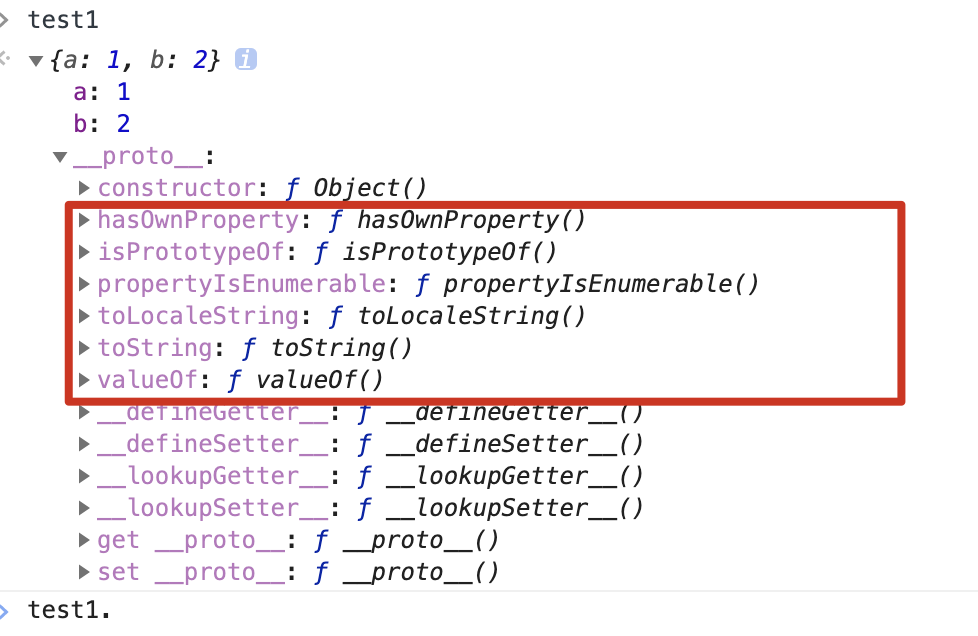 test1
{a: 1, b: 2} i
a: 1
b: 2
__proto__:
constructor: ƒ Object()
hasOwnProperty: ƒ hasOwnProperty()
isPrototypeOf: ƒ isPrototypeOf()
propertyIsEnumerable: ƒ propertyIsEnumerable()
toLocaleString: ƒ toLocaleString()
toString: ƒ toString()
valueOf: ƒ valueOf()
__defineGetter__: ƒ __defineGetter__()
__defineSetter__: ƒ __defineSetter__()
__lookupGetter__: ƒ __lookupGetter__()
__lookupSetter__: ƒ __lookupSetter__()
get __proto__: ƒ __proto__()
set __proto__: ƒ __proto__()
test1.